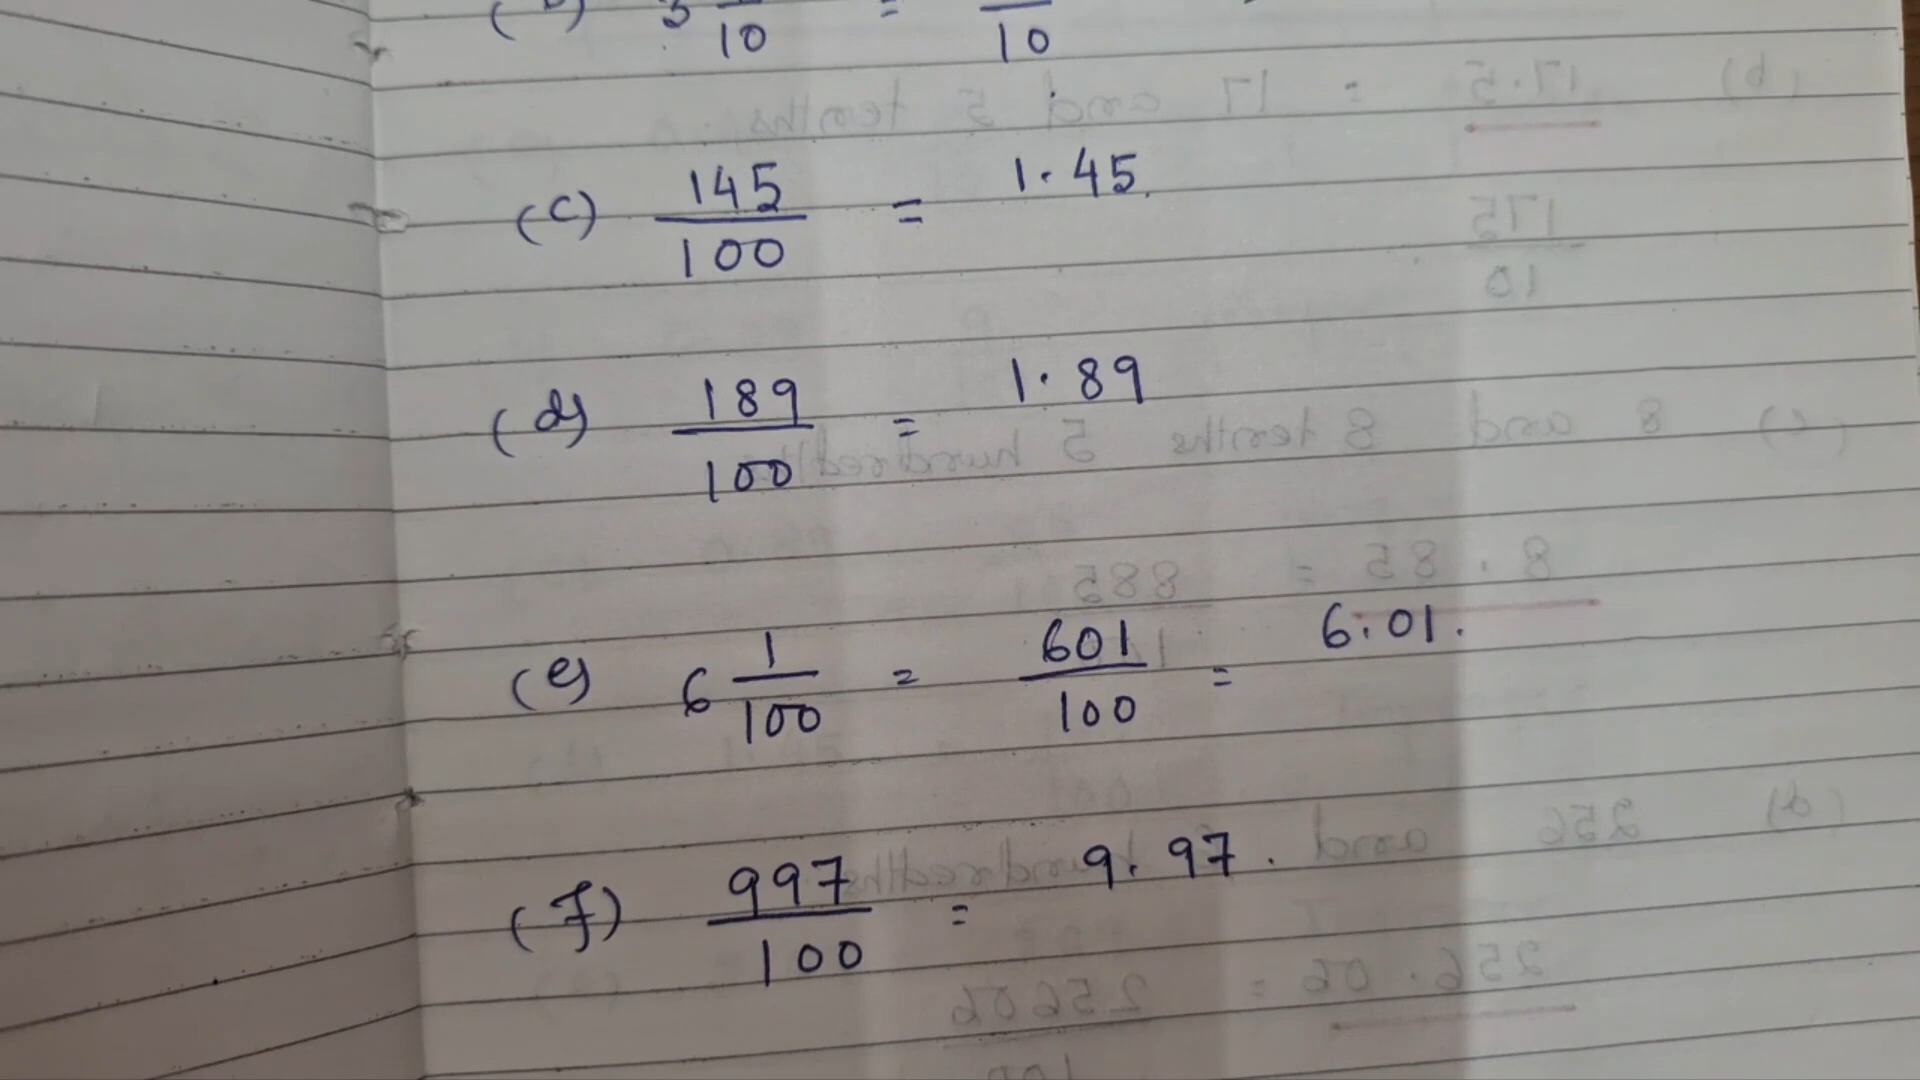 (b) 3 /10 = /10
(c) 145/100 = 1.45.
(d) 189/100 = 1.89
(e) 6 1/100 = 601/100 = 6.01.
(f) 997/100 = 9.97.